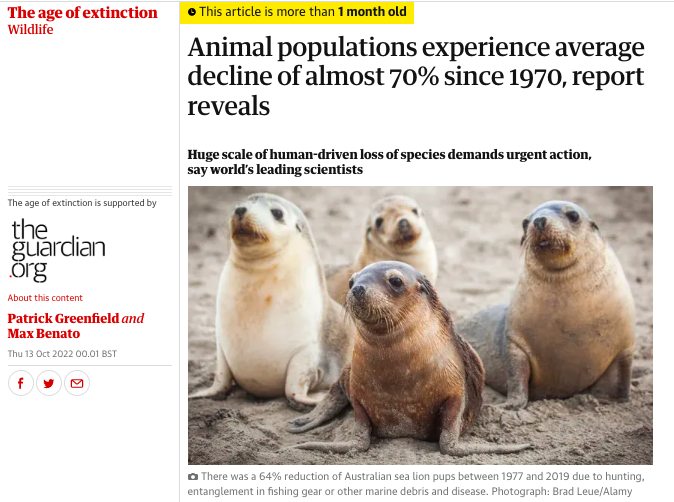 The age of extinction
Wildlife
This article is more than 1 month old
Animal populations experience average
decline of almost 70% since 1970, report
reveals
Huge scale of human-driven loss of species demands urgent action,
say world's leading scientists
The age of extinction is supported by
the
guardian
.org
About this content
Patrick Greenfield and
Max Benato
Thu 13 Oct 2022 00.01 BST
There was a 64% reduction of Australian sea lion pups between 1977 and 2019 due to hunting,
entanglement in fishing gear or other marine debris and disease. Photograph: Brad Leue/Alamy